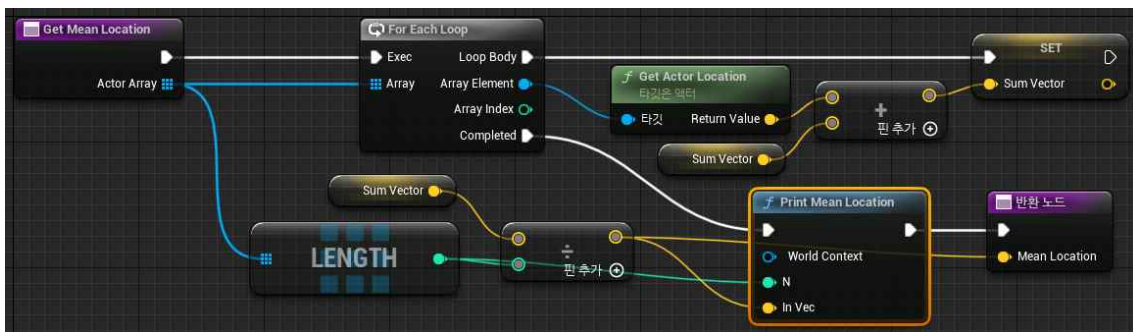 Get Mean Location
Actor Array
For Each Loop
Exec
Loop Body
Array
Array Element
Array Index
Completed
f Get Actor Location
타깃은 액터
타깃
Return Value
Sum Vector
+
핀 추가
SET
Sum Vector
Sum Vector
LENGTH
÷
핀 추가
f Print Mean Location
World Context
N
In Vec
반환 노드
Mean Location